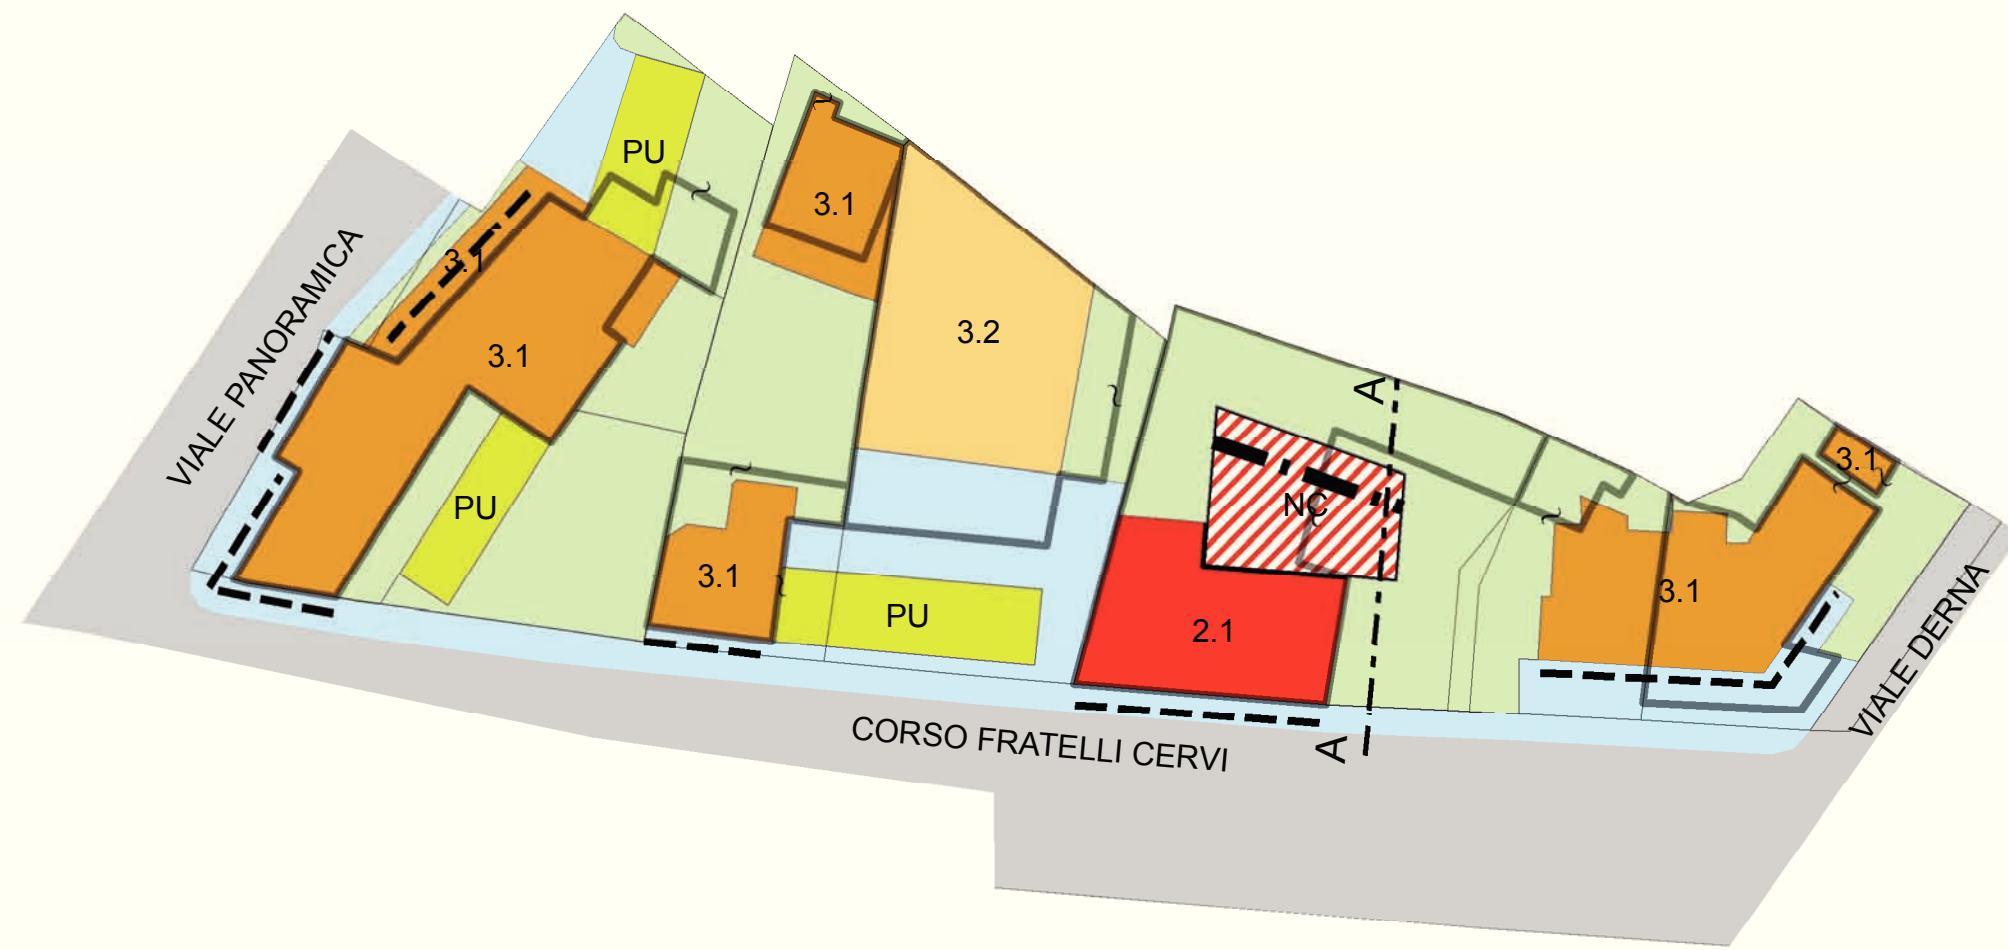 PU
3.1
3.1
3.2
3.1
VIALE PANORAMICA
PU
3.1
PU
2.1
NC
A
A
3.1
3.1
VIALE DERNA
CORSO FRATELLI CERVI